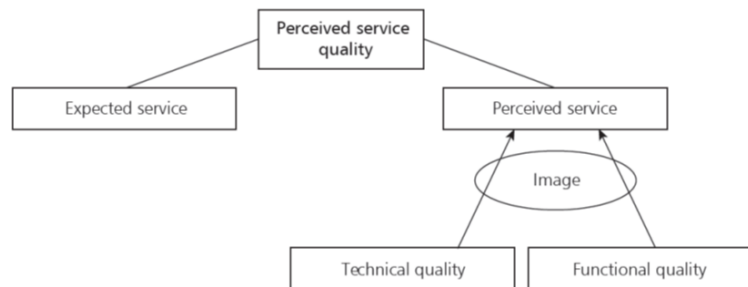 Perceived service
quality
Expected service
Perceived service
Image
Technical quality
Functional quality